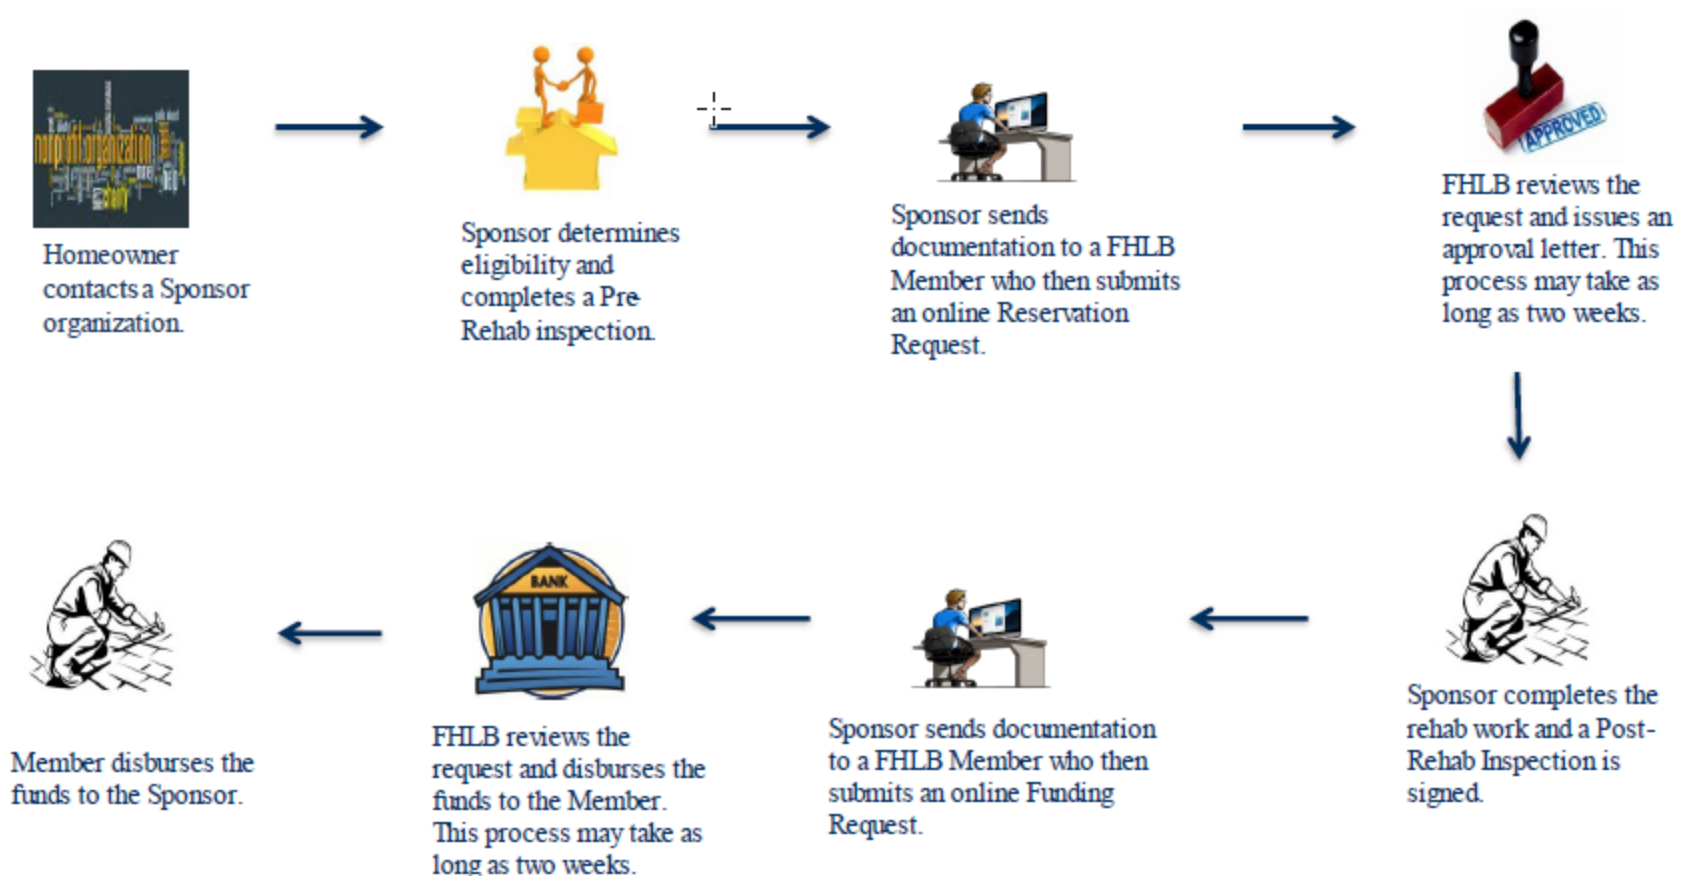 nonprofit organization
charity
Homeowner
contacts a Sponsor
organization.
Sponsor determines
eligibility and
completes a Pre-
Rehab inspection.
Sponsor sends
documentation to a FHLB
Member who then submits
an online Reservation
Request.
APPROVED
FHLB reviews the
request and issues an
approval letter. This
process may take as
long as two weeks.
Sponsor completes the
rehab work and a Post-
Rehab Inspection is
signed.
Sponsor sends documentation
to a FHLB Member who then
submits an online Funding
Request.
BANK
FHLB reviews the
request and disburses the
funds to the Member.
This process may take as
long as two weeks.
Member disburses the
funds to the Sponsor.